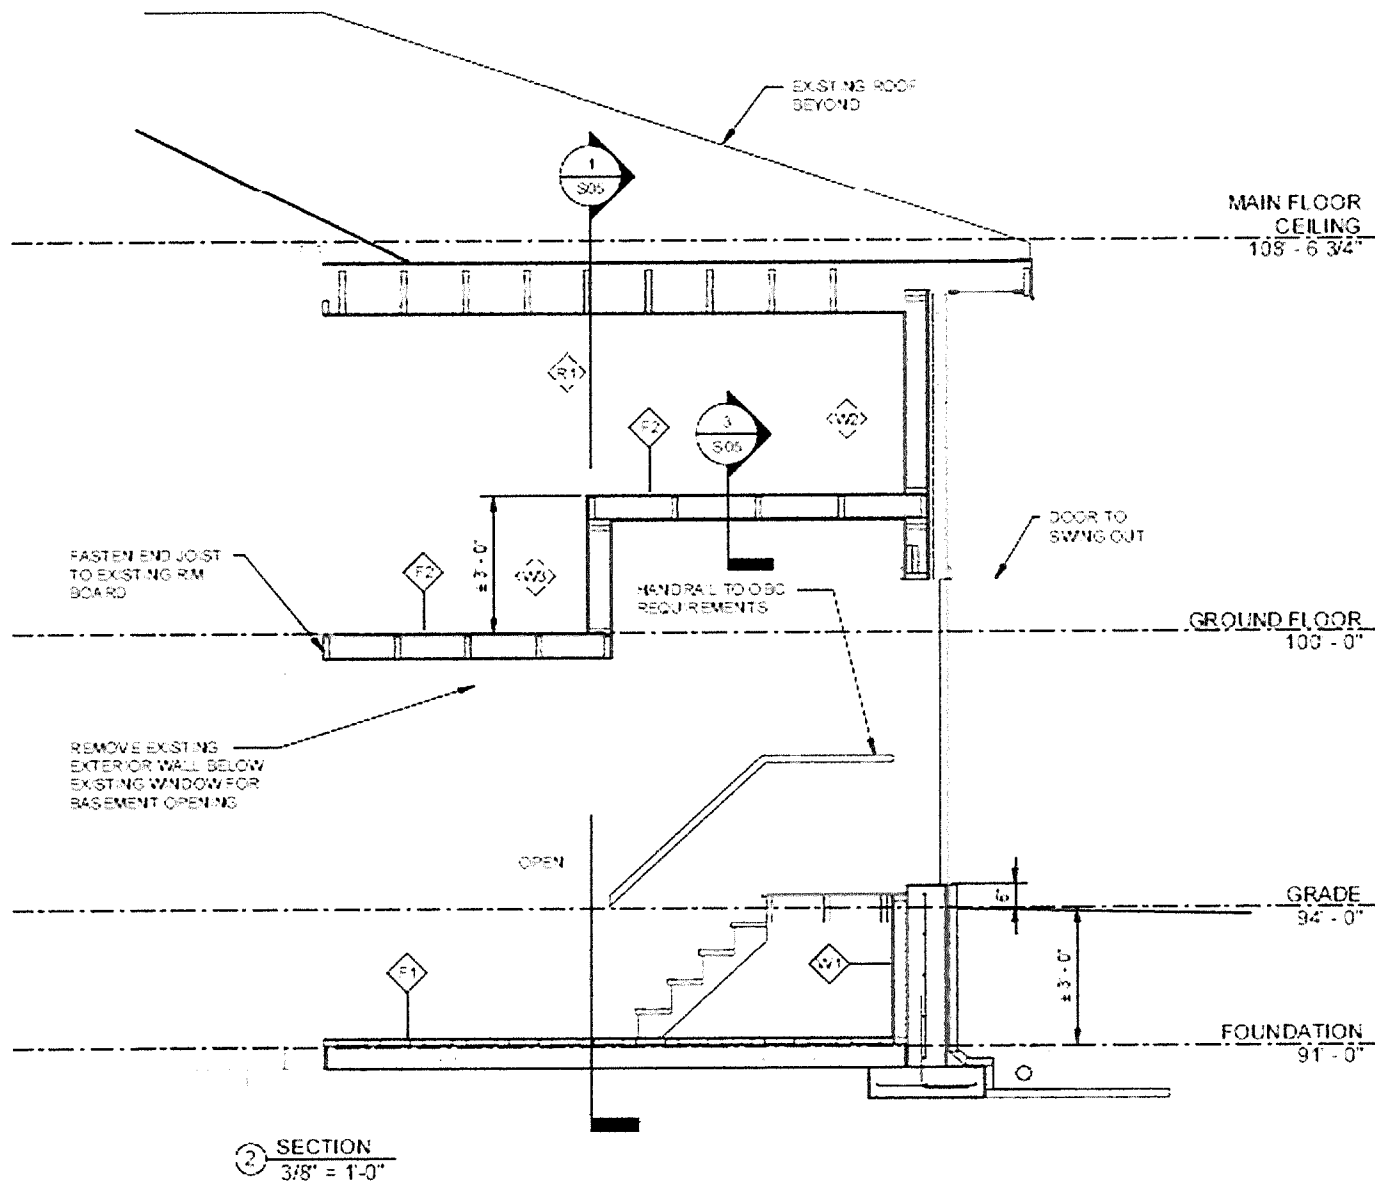 EXISTING ROOF
BEYOND
1
S05
MAIN FLOOR
CEILING
108' - 6 3/4"
R1
F2
3
S05
W2
DOOR TO
SWING OUT
FASTEN END JOIST
TO EXISTING RIM
BOARD
F2
± 3' - 0"
W3
HANDRAIL TO OBC
REQUIREMENTS
GROUND FLOOR
100' - 0"
REMOVE EXISTING
EXTERIOR WALL BELOW
EXISTING WINDOW FOR
BASEMENT OPENING
OPEN
6"
GRADE
94' - 0"
F1
W1
± 3' - 0"
FOUNDATION
91' - 0"
2
SECTION
3/8" = 1'-0"